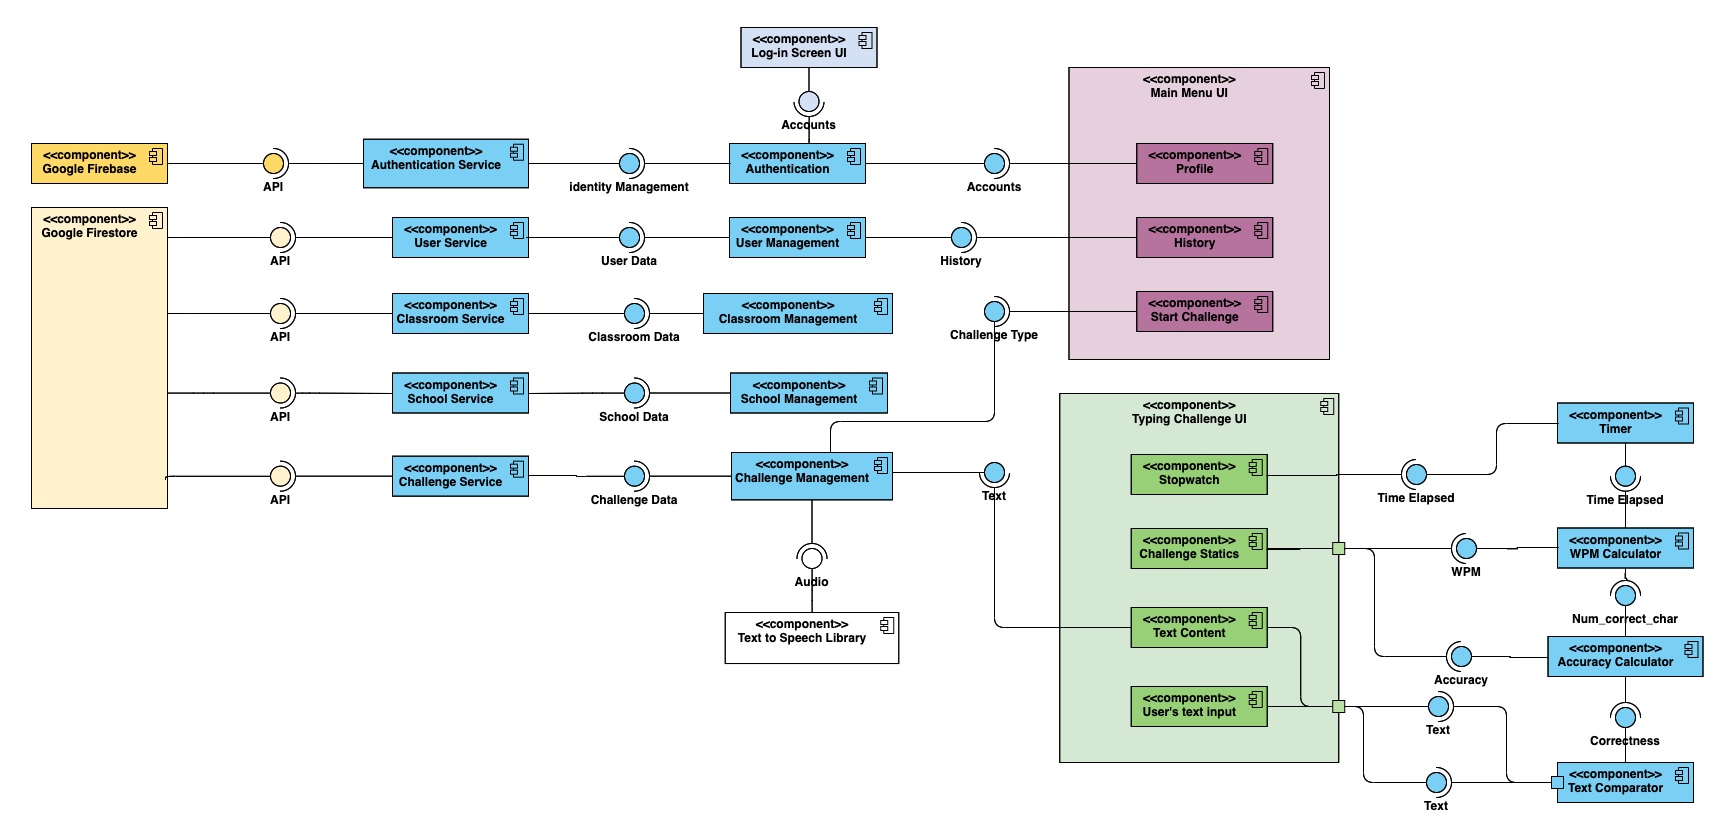 <<component>>
Log-in Screen UI
Accounts
<<component>>
Main Menu UI
<<component>>
Google Firebase
API
<<component>>
Authentication Service
identity Management
<<component>>
Authentication
Accounts
<<component>>
Profile
<<component>>
Google Firestore
API
<<component>>
User Service
User Data
<<component>>
User Management
History
<<component>>
History
API
<<component>>
Classroom Service
Classroom Data
<<component>>
Classroom Management
Challenge Type
<<component>>
Start Challenge
API
<<component>>
School Service
School Data
<<component>>
School Management
<<component>>
Typing Challenge UI
<<component>>
Timer
API
<<component>>
Challenge Service
Challenge Data
<<component>>
Challenge Management
Text
<<component>>
Stopwatch
Time Elapsed
Time Elapsed
<<component>>
Challenge Statics
WPM
<<component>>
WPM Calculator
Audio
<<component>>
Text to Speech Library
<<component>>
Text Content
Num_correct_char
<<component>>
Accuracy Calculator
Accuracy
<<component>>
User's text input
Text
Correctness
<<component>>
Text Comparator
Text